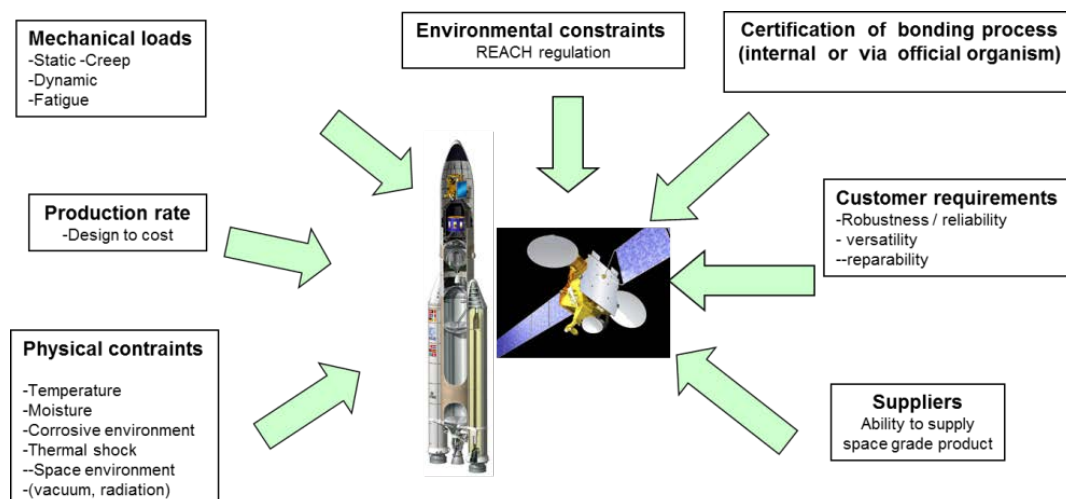 Mechanical loads
-Static -Creep
-Dynamic
-Fatigue
Environmental constraints
REACH regulation
Certification of bonding process
(internal or via official organism)
Production rate
-Design to cost
Customer requirements
-Robustness / reliability
- versatility
--reparability
Physical contraints
-Temperature
-Moisture
-Corrosive environment
-Thermal shock
--Space environment
-(vacuum, radiation)
Suppliers
Ability to supply
space grade product